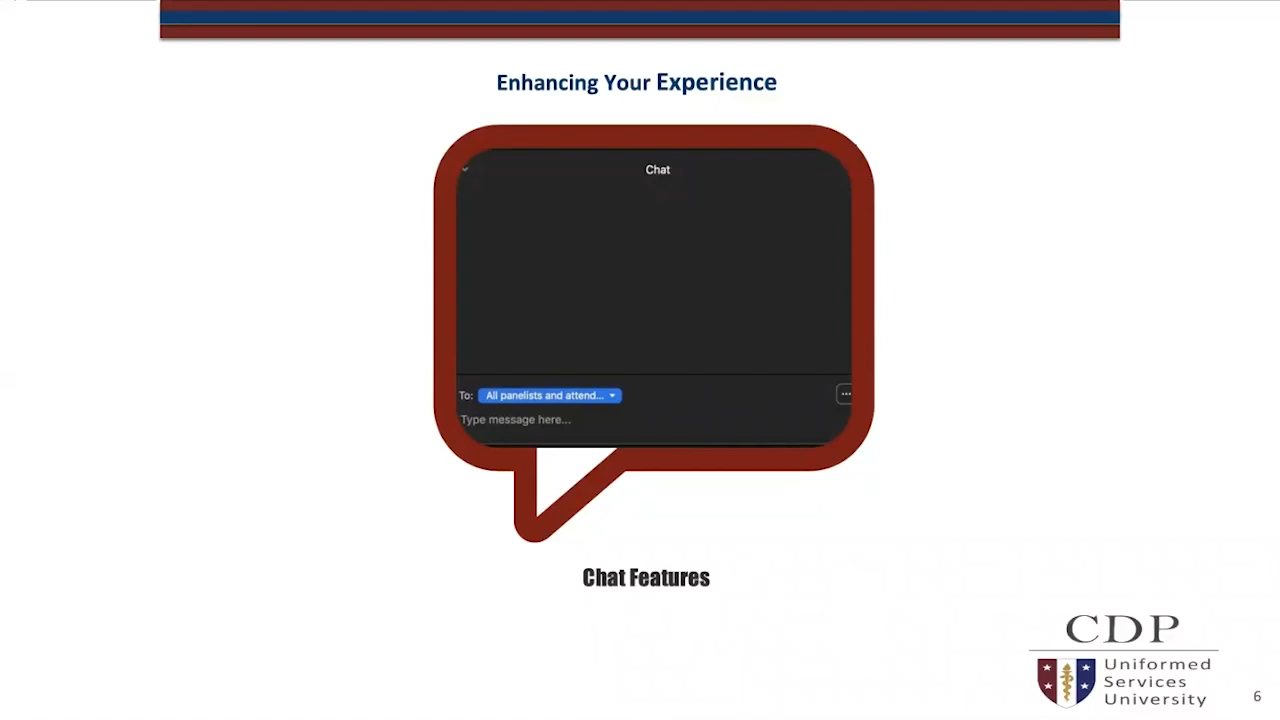 Enhancing Your Experience
Chat
To: All panelists and attend...
Type message here...
Chat Features
CDP
Uniformed
Services
University
6